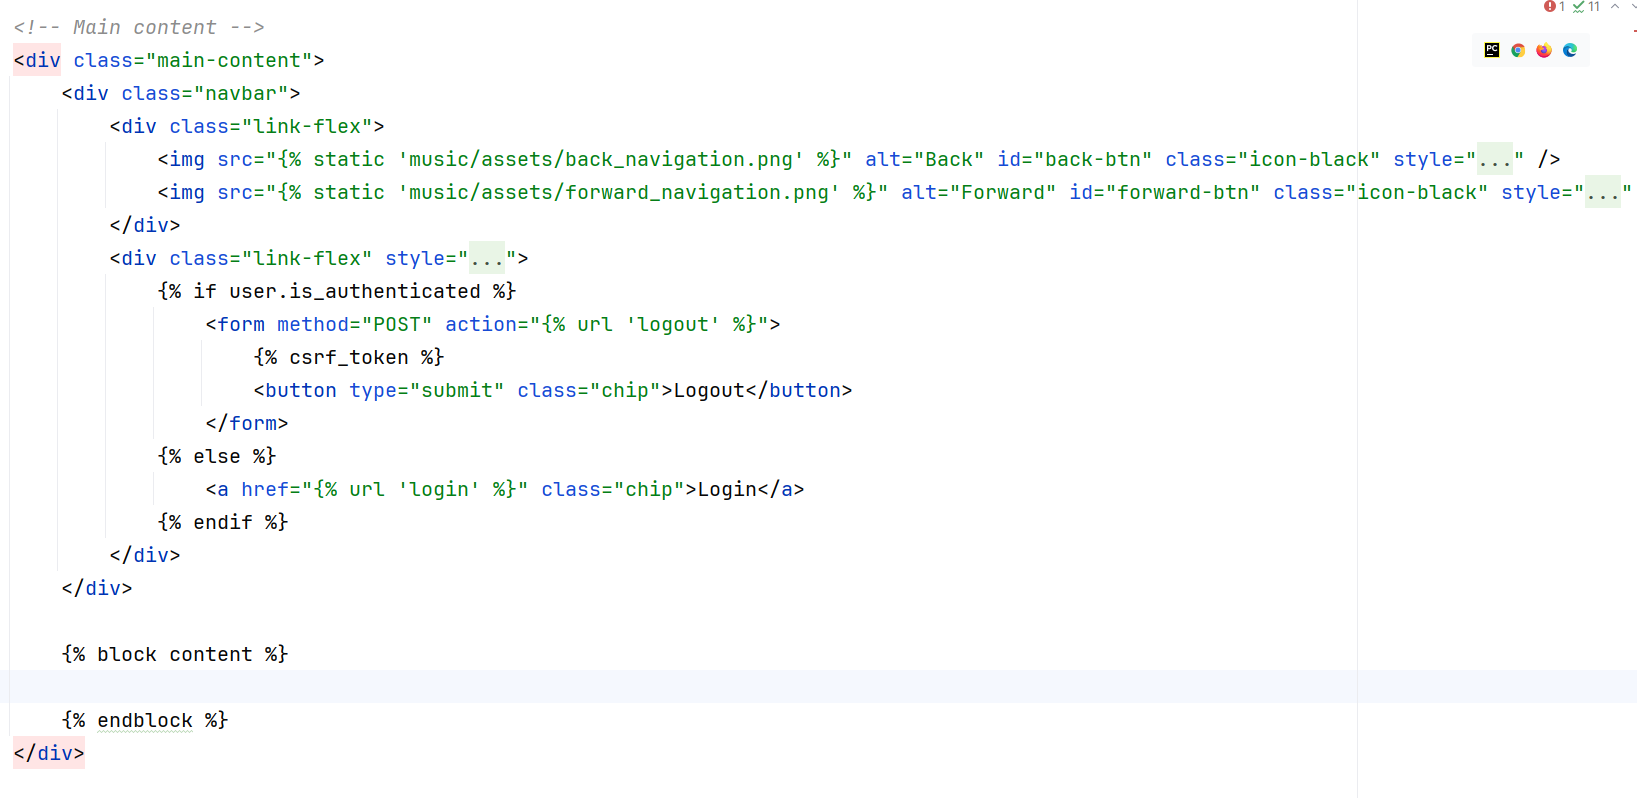 <!-- Main content -->
1 11
<div class="main-content">
PC
    <div class="navbar">
        <div class="link-flex">
            <img src="{% static 'music/assets/back_navigation.png' %}" alt="Back" id="back-btn" class="icon-black" style="..." />
            <img src="{% static 'music/assets/forward_navigation.png' %}" alt="Forward" id="forward-btn" class="icon-black" style="..."
        </div>
        <div class="link-flex" style="...">
            {% if user.is_authenticated %}
                <form method="POST" action="{% url 'logout' %}">
                    {% csrf_token %}
                    <button type="submit" class="chip">Logout</button>
                </form>
            {% else %}
                <a href="{% url 'login' %}" class="chip">Login</a>
            {% endif %}
        </div>
    </div>

    {% block content %}

    {% endblock %}
</div>